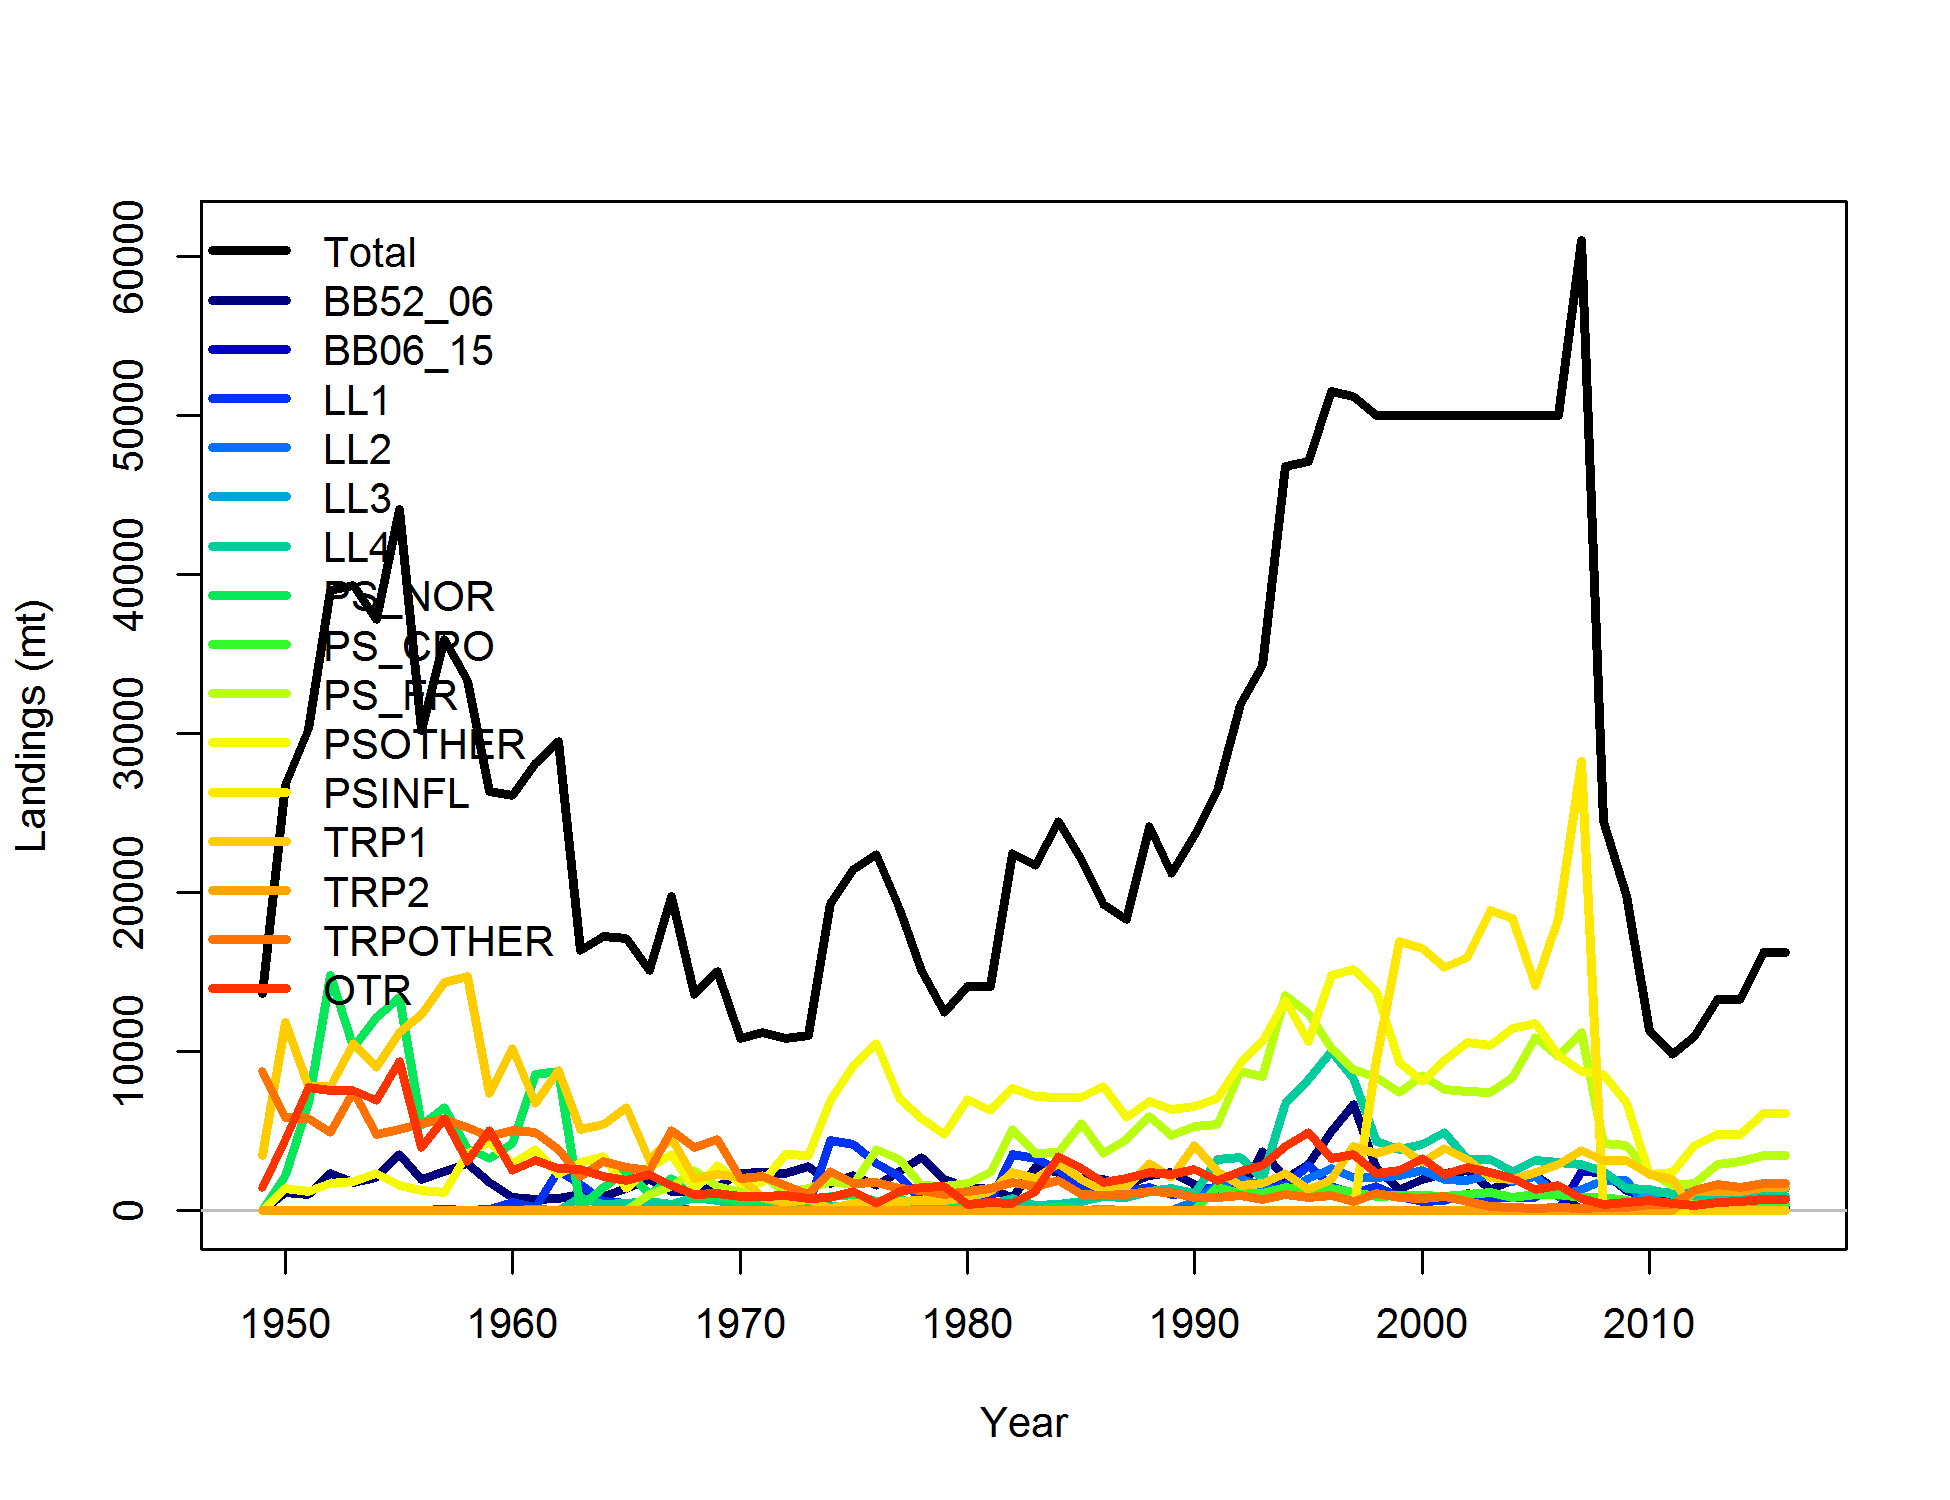 Total
BB52_06
BB06_15
LL1
LL2
LL3
LL4
PS_NOR
PS_CRO
PS_FR
PSOTHER
PSINFL
TRP1
TRP2
TRPOTHER
OTR
60000
50000
40000
30000
20000
10000
0
Landings (mt)
1950 1960 1970 1980 1990 2000 2010
Year